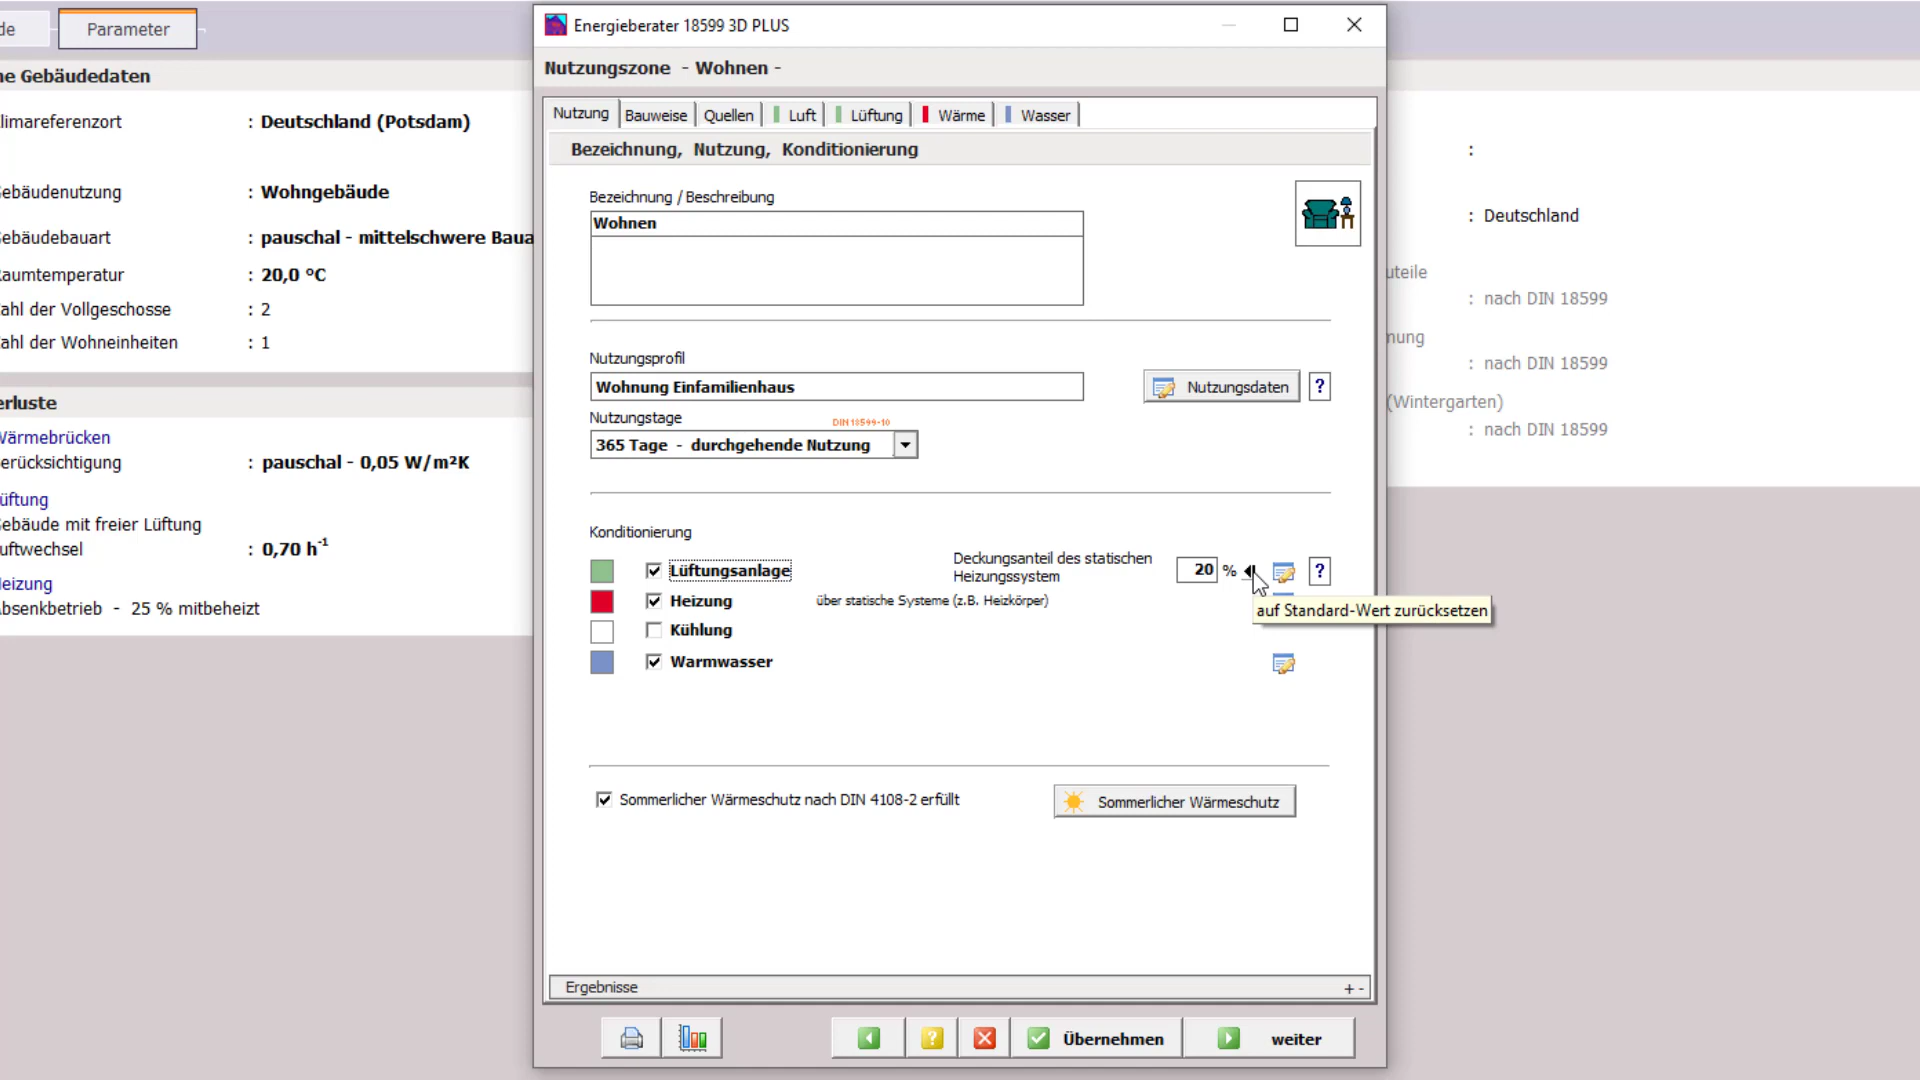 de
Parameter
ne Gebäudedaten
limareferenzort : Deutschland (Potsdam)
ebäudenutzung : Wohngebäude
ebäudebauart : pauschal - mittelschwere Baua
aumtemperatur : 20,0 °C
ahl der Vollgeschosse : 2
ahl der Wohneinheiten : 1
erluste
Wärmebrücken
erücksichtigung : pauschal - 0,05 W/m²K
üftung
ebäude mit freier Lüftung
uftwechsel : 0,70 h-1
eizung
Absenkbetrieb - 25 % mitbeheizt
Energieberater 18599 3D PLUS
Nutzungszone - Wohnen -
Nutzung Bauweise Quellen Luft Lüftung Wärme Wasser
Bezeichnung, Nutzung, Konditionierung
Bezeichnung / Beschreibung
Wohnen
Nutzungsprofil
Wohnung Einfamilienhaus
Nutzungsdaten ?
Nutzungstage
DIN 18599-10
365 Tage - durchgehende Nutzung
Konditionierung
Lüftungsanlage
Deckungsanteil des statischen
Heizungssystem
20 %
?
Heizung über statische Systeme (z.B. Heizkörper)
auf Standard-Wert zurücksetzen
Kühlung
Warmwasser
Sommerlicher Wärmeschutz nach DIN 4108-2 erfüllt
Sommerlicher Wärmeschutz
Ergebnisse + -
? Übernehmen weiter
:
: Deutschland
uteile
: nach DIN 18599
nung
: nach DIN 18599
(Wintergarten)
: nach DIN 18599